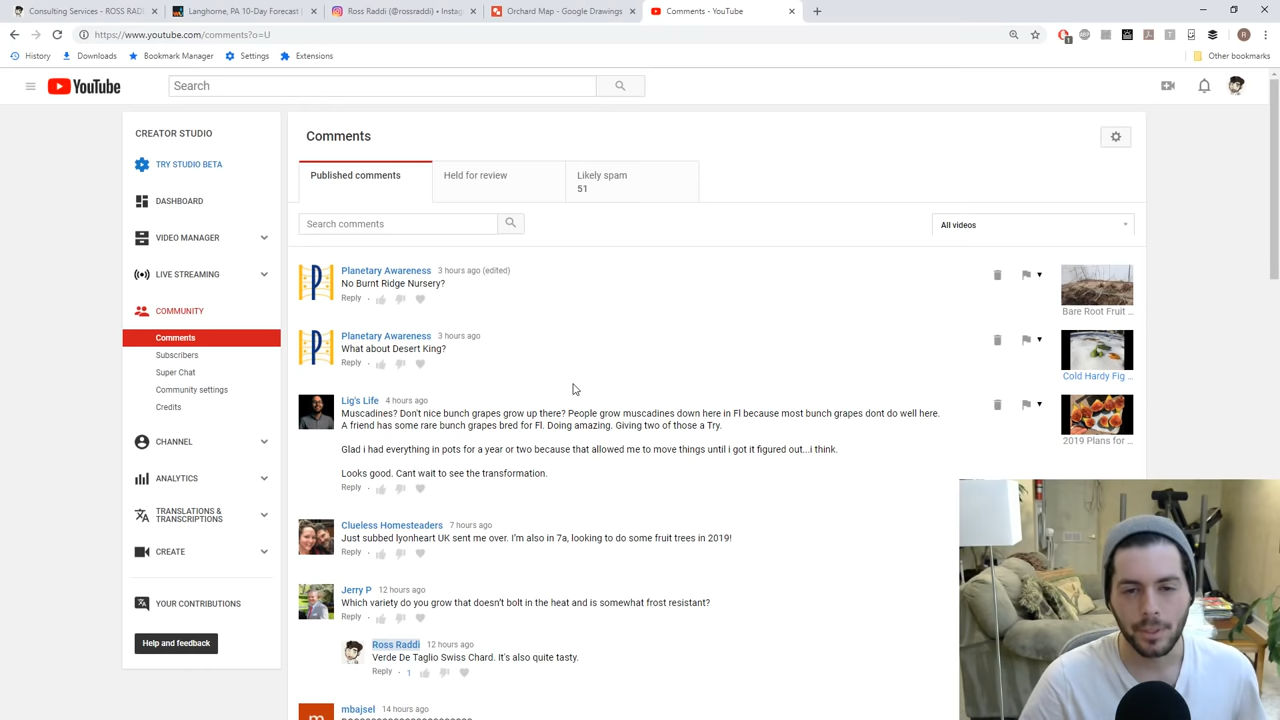 Consulting Services - ROSS RAD
Langhorne, PA 10-Day Forecast |
Ross Raddi (@rossraddi) • Instag
Orchard Map - Google Drawings
Comments - YouTube
https://www.youtube.com/comments?o=U
History
Downloads
Bookmark Manager
Settings
Extensions
Other bookmarks
YouTube
Search
CREATOR STUDIO
TRY STUDIO BETA
DASHBOARD
VIDEO MANAGER
LIVE STREAMING
COMMUNITY
Comments
Subscribers
Super Chat
Community settings
Credits
CHANNEL
ANALYTICS
TRANSLATIONS &
TRANSCRIPTIONS
CREATE
YOUR CONTRIBUTIONS
Help and feedback
Comments
Published comments
Held for review
Likely spam
51
Search comments
All videos
Planetary Awareness 3 hours ago (edited)
No Burnt Ridge Nursery?
Reply
Bare Root Fruit ...
Planetary Awareness 3 hours ago
What about Desert King?
Reply
Cold Hardy Fig ...
Lig's Life 4 hours ago
Muscadines? Don't nice bunch grapes grow up there? People grow muscadines down here in Fl because most bunch grapes dont do well here.
A friend has some rare bunch grapes bred for Fl. Doing amazing. Giving two of those a Try.
Glad i had everything in pots for a year or two because that allowed me to move things until i got it figured out...i think.
Looks good. Cant wait to see the transformation.
Reply
2019 Plans for ...
Clueless Homesteaders 7 hours ago
Just subbed lyonheart UK sent me over. I'm also in 7a, looking to do some fruit trees in 2019!
Reply
Jerry P 12 hours ago
Which variety do you grow that doesn't bolt in the heat and is somewhat frost resistant?
Reply
Ross Raddi 12 hours ago
Verde De Taglio Swiss Chard. It's also quite tasty.
Reply · 1
mbajsel 14 hours ago